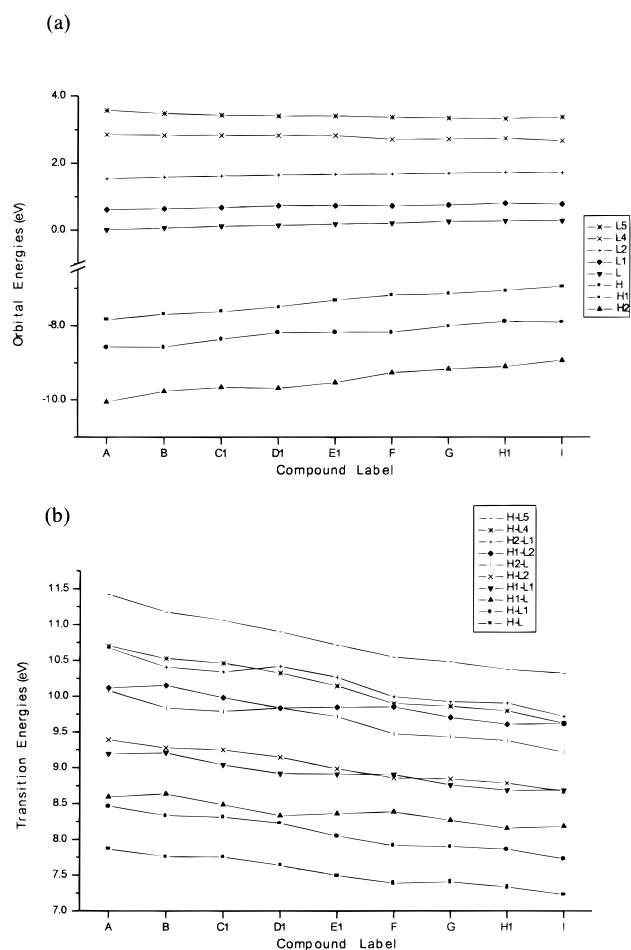 (a)
4.0
2.0
0.0
-8.0
-10.0
Orbital Energies (eV)
L5
L4
L2
L1
L
H
H1
H2
A B C1 D1 E1 F G H1 I
Compound Label
(b)
H-L5
H-L4
H2-L1
H1-L2
H2-L
H-L2
H1-L1
H1-L
H-L1
H-L
11.5
11.0
10.5
10.0
9.5
9.0
8.5
8.0
7.5
7.0
Transition Energies (eV)
A B C1 D1 E1 F G H1 I
Compound Label